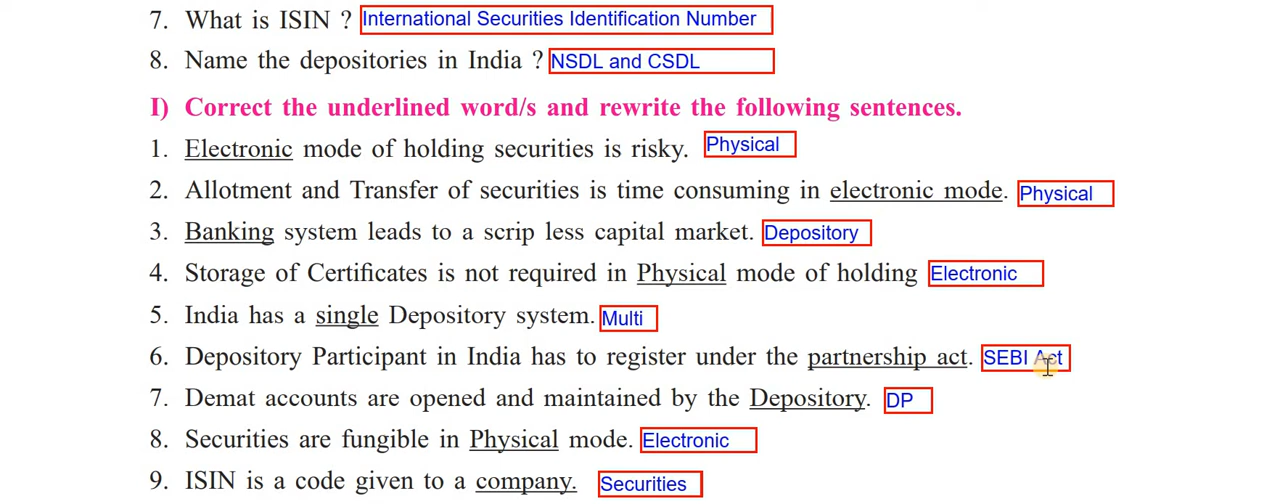 7. What is ISIN ? International Securities Identification Number
8. Name the depositories in India ? NSDL and CSDL
I) Correct the underlined word/s and rewrite the following sentences.
1. Electronic mode of holding securities is risky. Physical
2. Allotment and Transfer of securities is time consuming in electronic mode. Physical
3. Banking system leads to a scrip less capital market. Depository
4. Storage of Certificates is not required in Physical mode of holding Electronic
5. India has a single Depository system. Multi
6. Depository Participant in India has to register under the partnership act. SEBI Act
7. Demat accounts are opened and maintained by the Depository. DP
8. Securities are fungible in Physical mode. Electronic
9. ISIN is a code given to a company. Securities